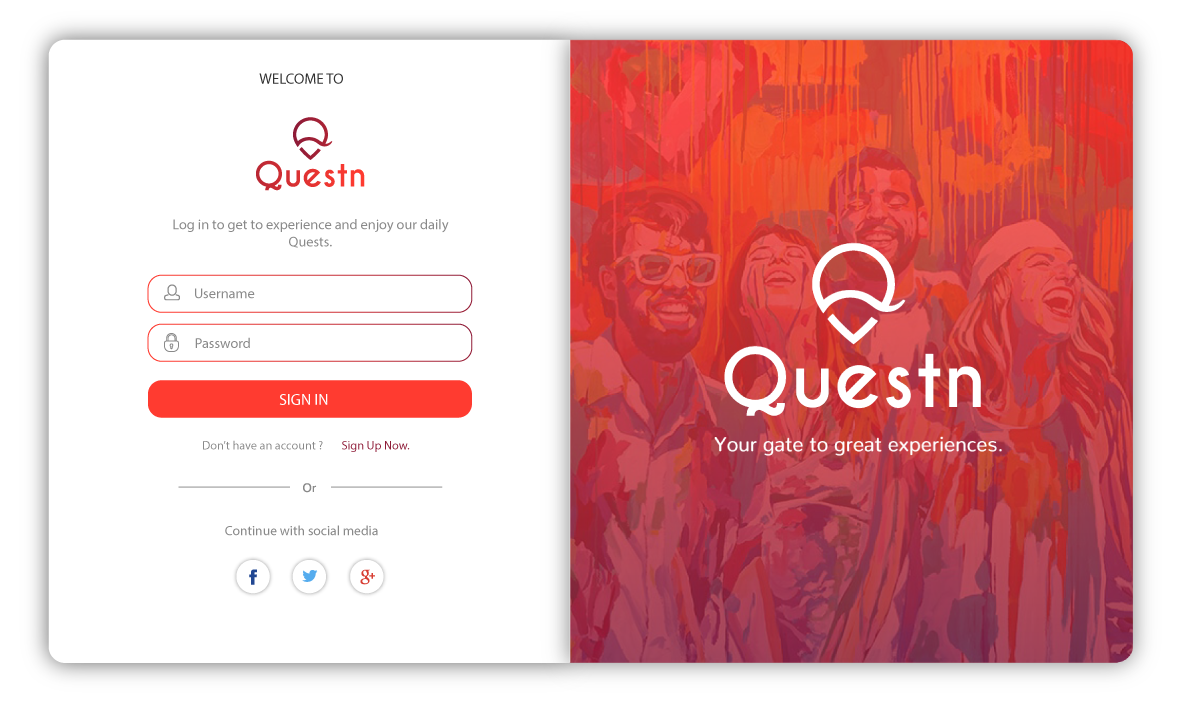 WELCOME TO
Questn
Log in to get to experience and enjoy our daily
Quests.
Username
Password
SIGN IN
Don't have an account ? Sign Up Now.
Or
Continue with social media
f
g+
Questn
Your gate to great experiences.